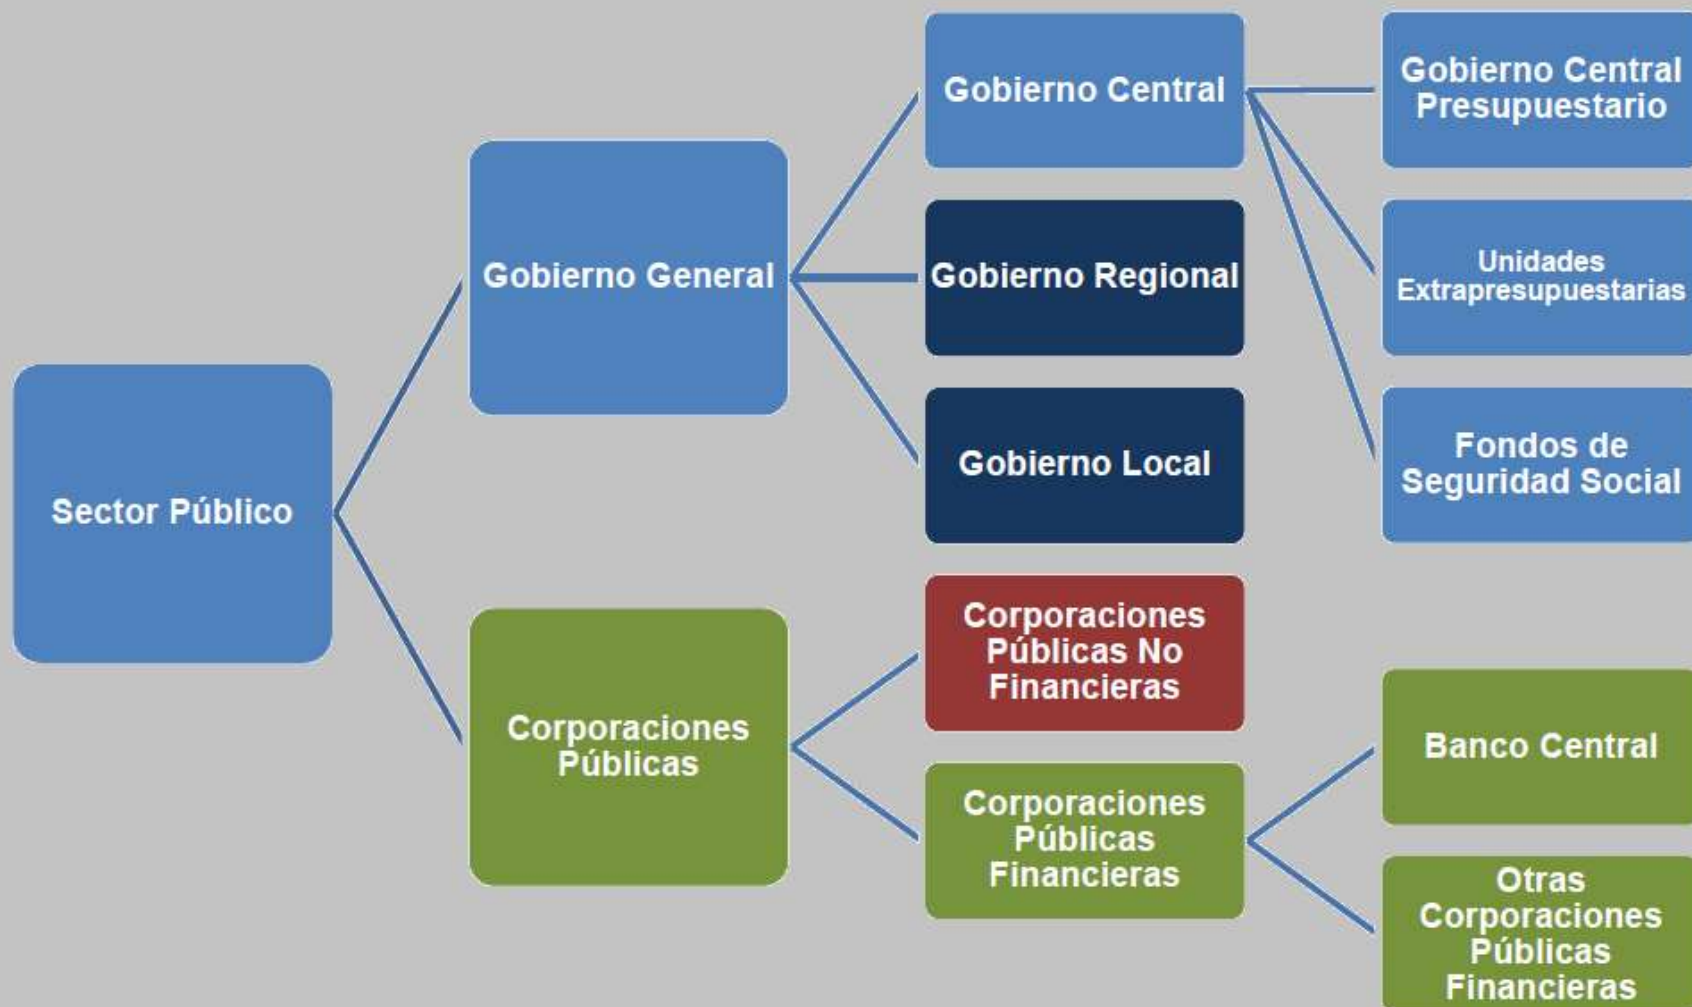 Sector Público
Gobierno General
Gobierno Central
Gobierno Central
Presupuestario
Unidades
Extrapresupuestarias
Fondos de
Seguridad Social
Gobierno Regional
Gobierno Local
Corporaciones
Públicas
Corporaciones
Públicas No
Financieras
Corporaciones
Públicas
Financieras
Banco Central
Otras
Corporaciones
Públicas
Financieras